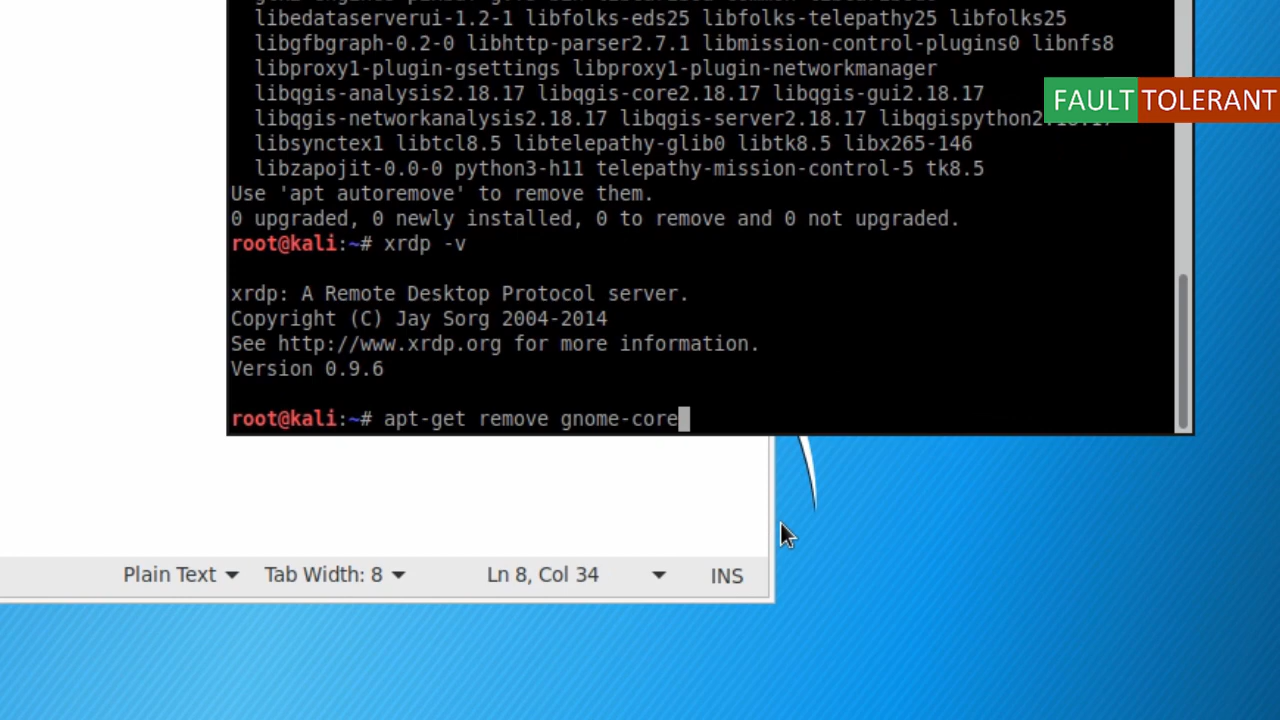 libedataserverui-1.2-1 libfolks-eds25 libfolks-telepathy25 libfolks25
libgfbgraph-0.2-0 libhttp-parser2.7.1 libmission-control-plugins0 libnfs8
libproxy1-plugin-gsettings libproxy1-plugin-networkmanager
libqgis-analysis2.18.17 libqgis-core2.18.17 libqgis-gui2.18.17
FAULT TOLERANT
libqgis-networkanalysis2.18.17 libqgis-server2.18.17 libqgispython2.18.17
libsynctex1 libtcl8.5 libtelepathy-glib0 libtk8.5 libx265-146
libzapojit-0.0-0 python3-h11 telepathy-mission-control-5 tk8.5
Use 'apt autoremove' to remove them.
0 upgraded, 0 newly installed, 0 to remove and 0 not upgraded.
root@kali:~# xrdp -v
xrdp: A Remote Desktop Protocol server.
Copyright (C) Jay Sorg 2004-2014
See http://www.xrdp.org for more information.
Version 0.9.6
root@kali:~# apt-get remove gnome-core
Plain Text Tab Width: 8 Ln 8, Col 34 INS